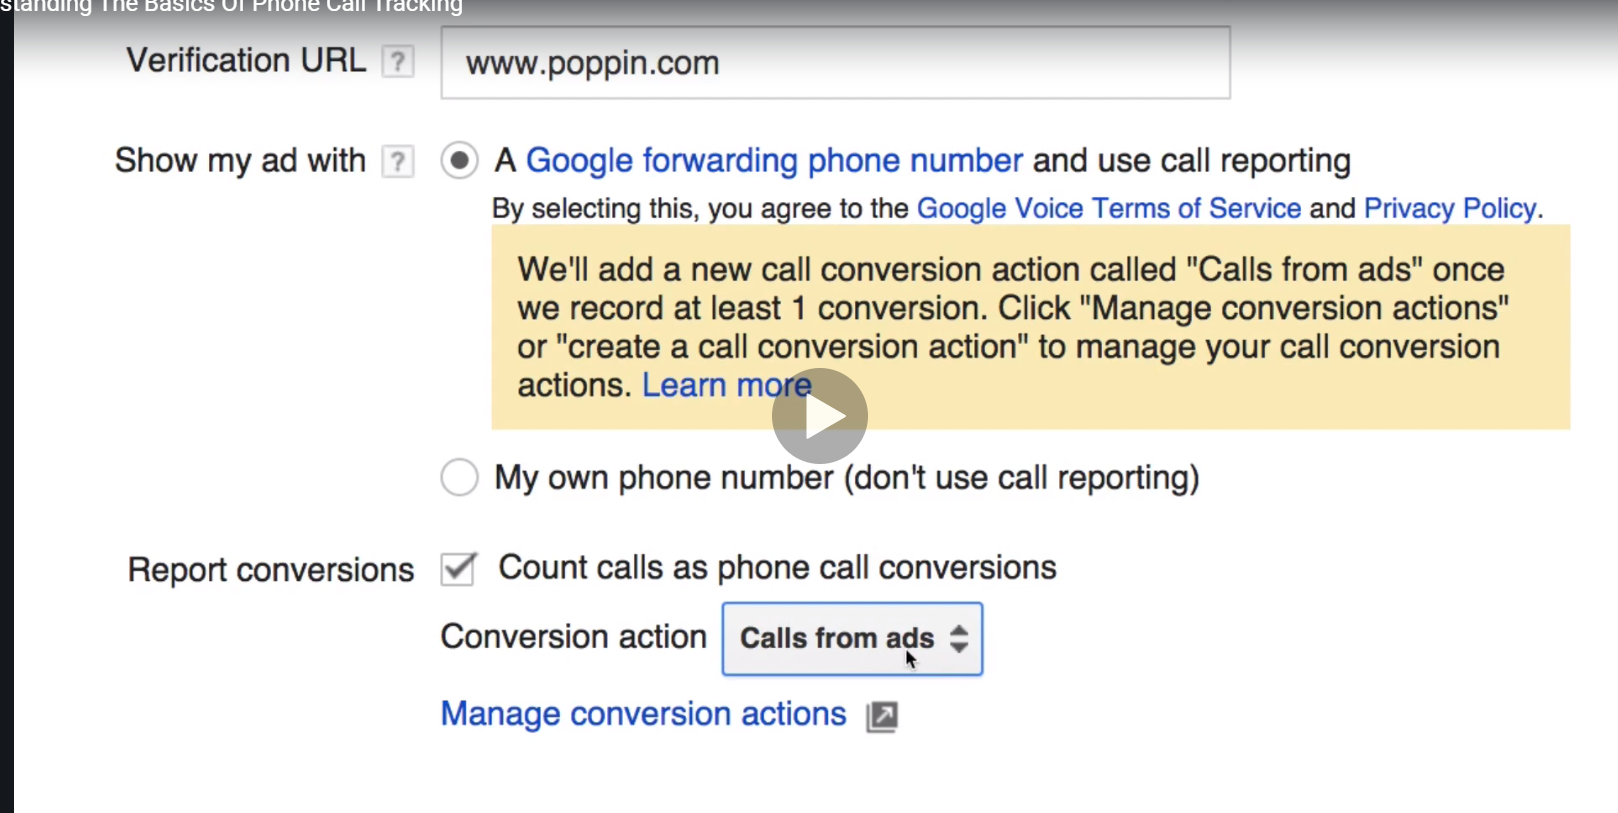 standing The Basics Of Phone Call Tracking
Verification URL ? www.poppin.com
Show my ad with ? A Google forwarding phone number and use call reporting
By selecting this, you agree to the Google Voice Terms of Service and Privacy Policy.
We'll add a new call conversion action called "Calls from ads" once
we record at least 1 conversion. Click "Manage conversion actions"
or "create a call conversion action" to manage your call conversion
actions. Learn more
My own phone number (don't use call reporting)
Report conversions Count calls as phone call conversions
Conversion action Calls from ads
Manage conversion actions